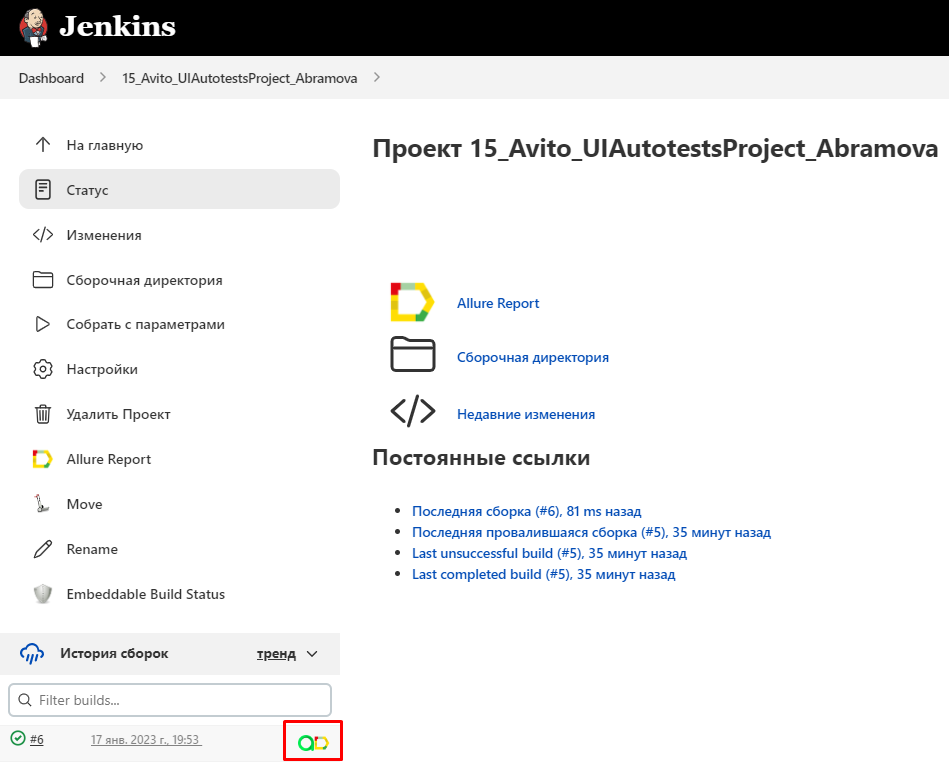 Jenkins
Dashboard
15_Avito_UIAutotestsProject_Abramova
На главную
Статус
Изменения
Сборочная директория
Собрать с параметрами
Настройки
Удалить Проект
Allure Report
Move
Rename
Embeddable Build Status
История сборок тренд
Filter builds...
#6 17 янв. 2023 г., 19:53
Проект 15_Avito_UIAutotestsProject_Abramova
Allure Report
Сборочная директория
Недавние изменения
Постоянные ссылки
Последняя сборка (#6), 81 ms назад
Последняя провалившаяся сборка (#5), 35 минут назад
Last unsuccessful build (#5), 35 минут назад
Last completed build (#5), 35 минут назад